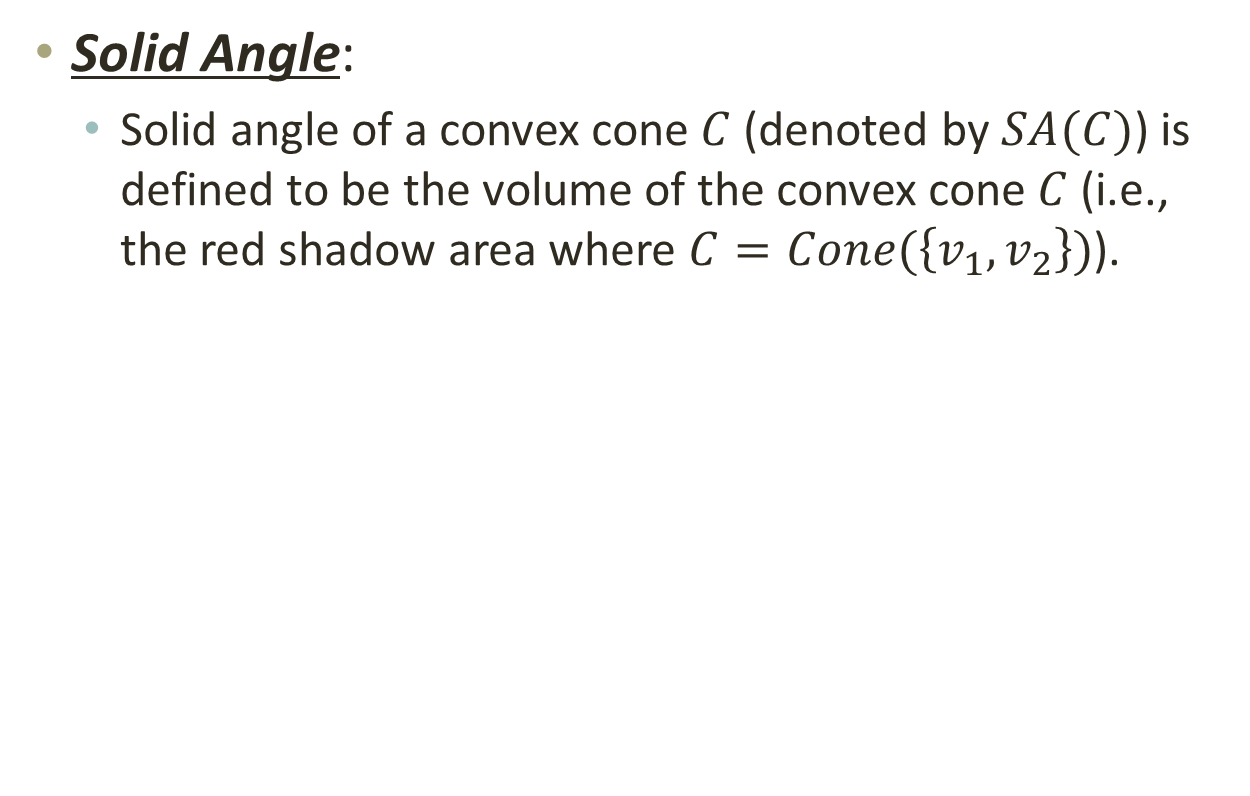 • Solid Angle:
• Solid angle of a convex cone 𝐶 (denoted by 𝑆𝐴(𝐶)) is
defined to be the volume of the convex cone 𝐶 (i.e.,
the red shadow area where 𝐶 = 𝐶𝑜𝑛𝑒({𝑣₁, 𝑣₂})).